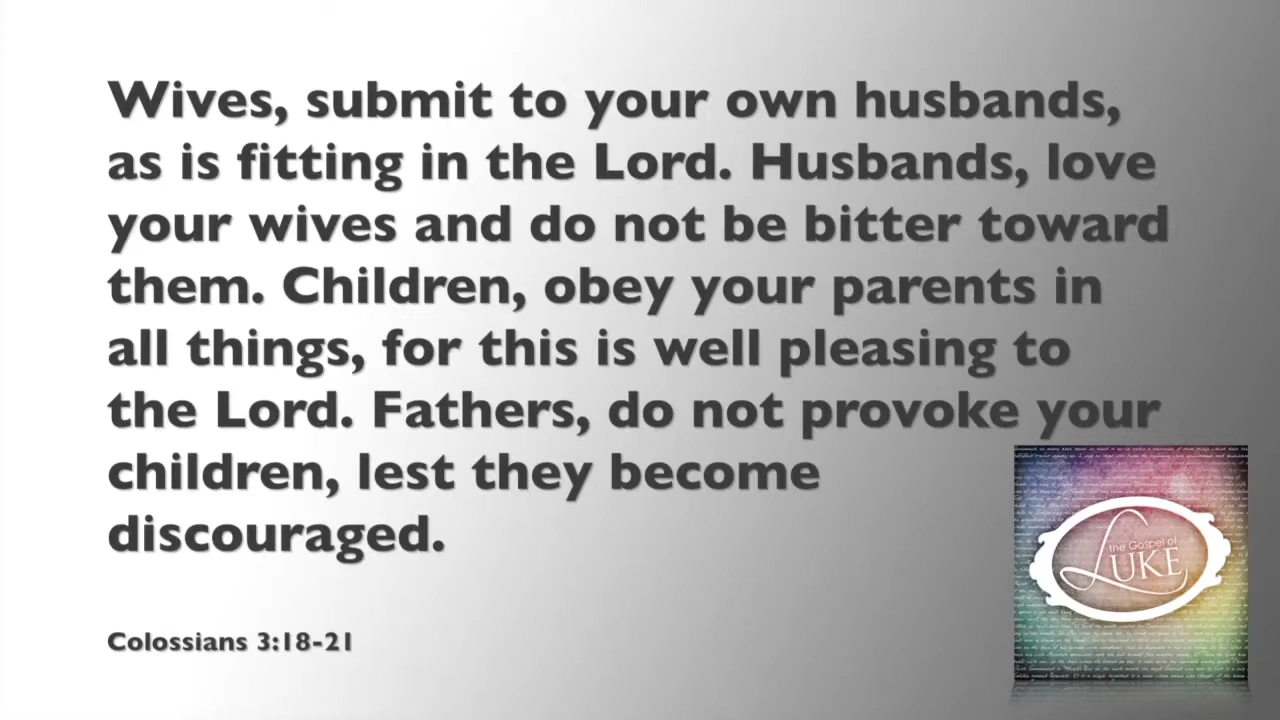 Wives, submit to your own husbands,
as is fitting in the Lord. Husbands, love
your wives and do not be bitter toward
them. Children, obey your parents in
all things, for this is well pleasing to
the Lord. Fathers, do not provoke your
children, lest they become
discouraged.
the Gospel of
LUKE
Colossians 3:18-21